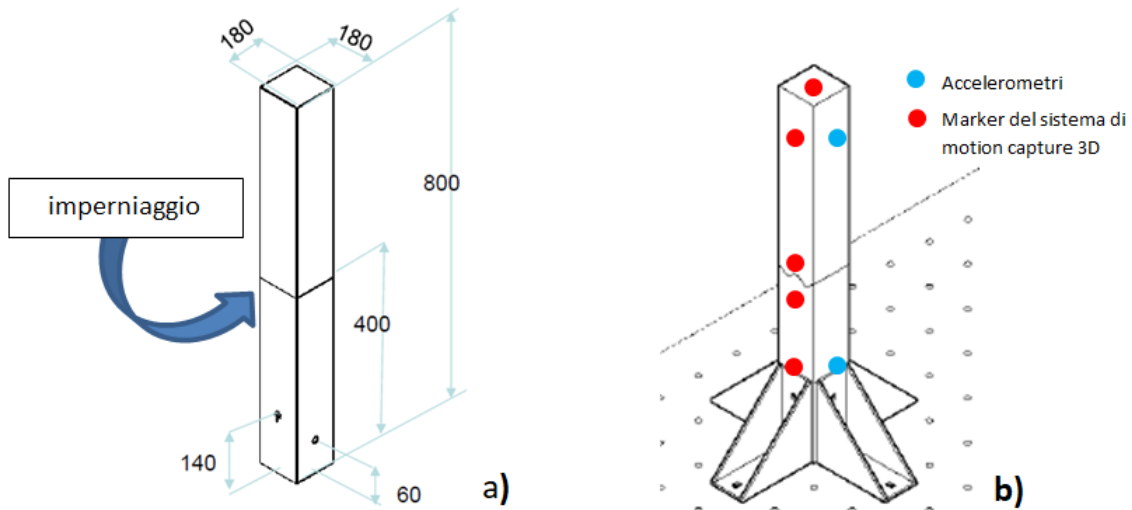 180
180
800
imperniaggio
400
140
60
a)
Accelerometri
Marker del sistema di
motion capture 3D
b)